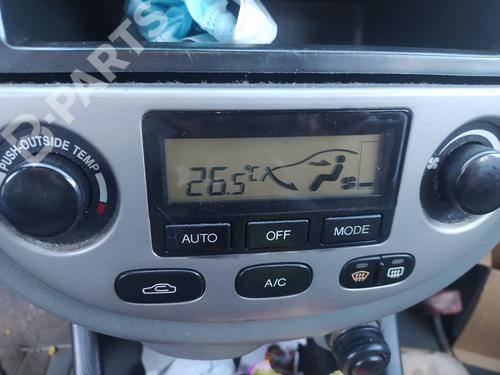 B-PARTS
PUSH-OUTSIDE TEMP
26.5°C
AUTO
OFF
MODE
A/C